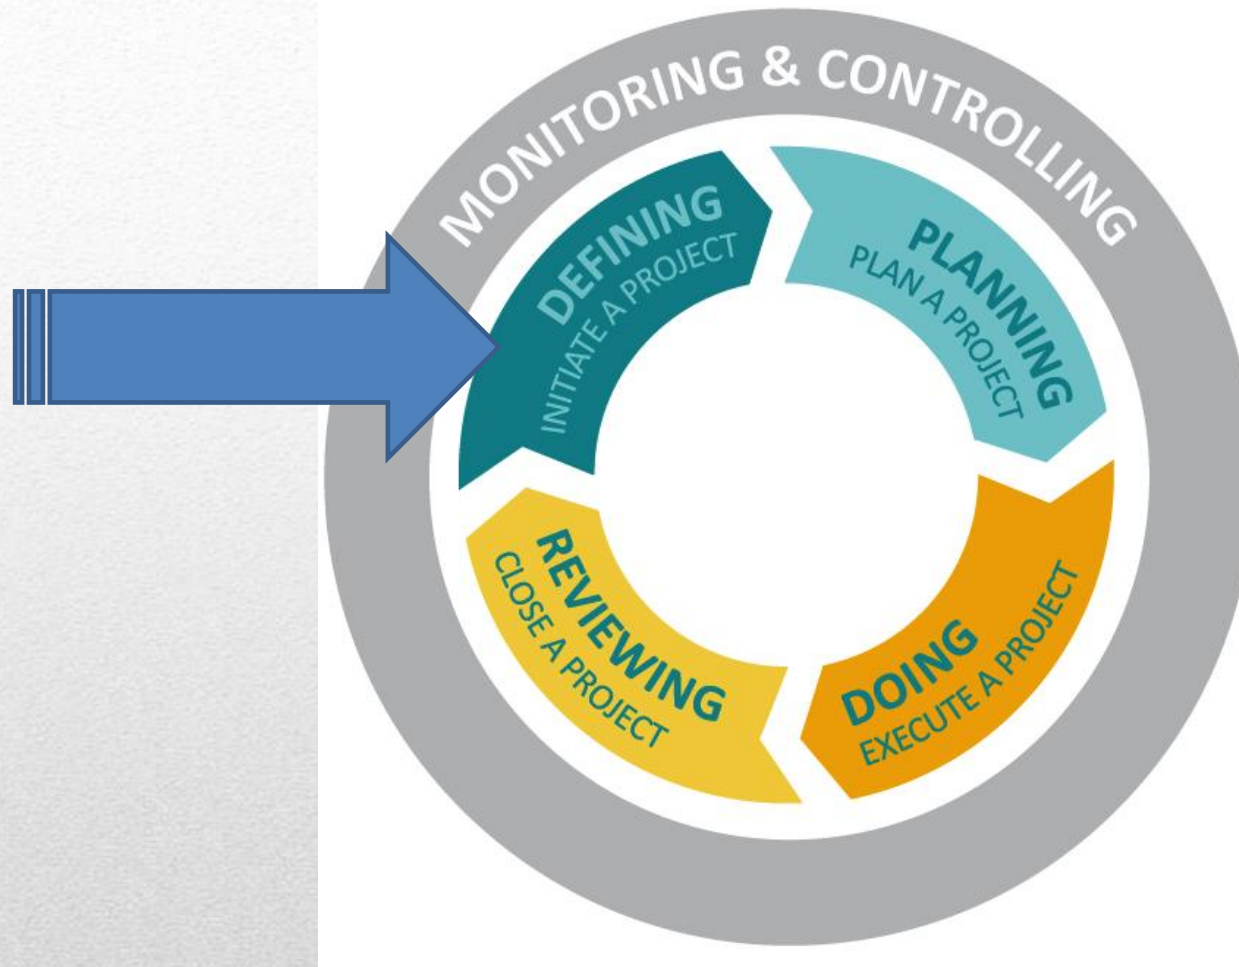 MONITORING & CONTROLLING
DEFINING
INITIATE A PROJECT
PLANNING
PLAN A PROJECT
DOING
EXECUTE A PROJECT
REVIEWING
CLOSE A PROJECT